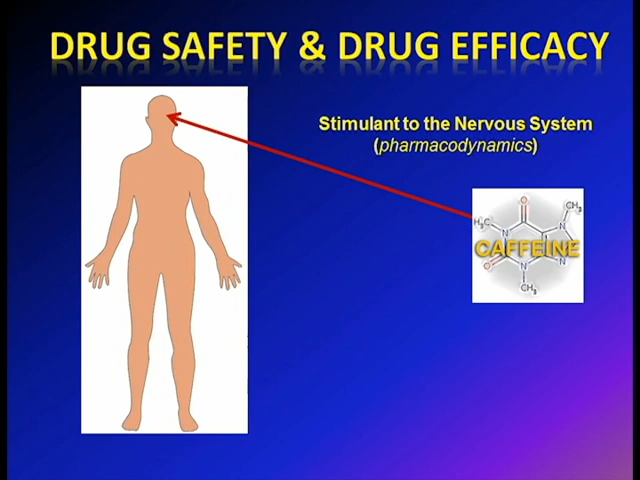 DRUG SAFETY & DRUG EFFICACY
Stimulant to the Nervous System
(pharmacodynamics)
O
CH₃
H₃C
N
N
CAFFEINE
O
N
N
CH₃